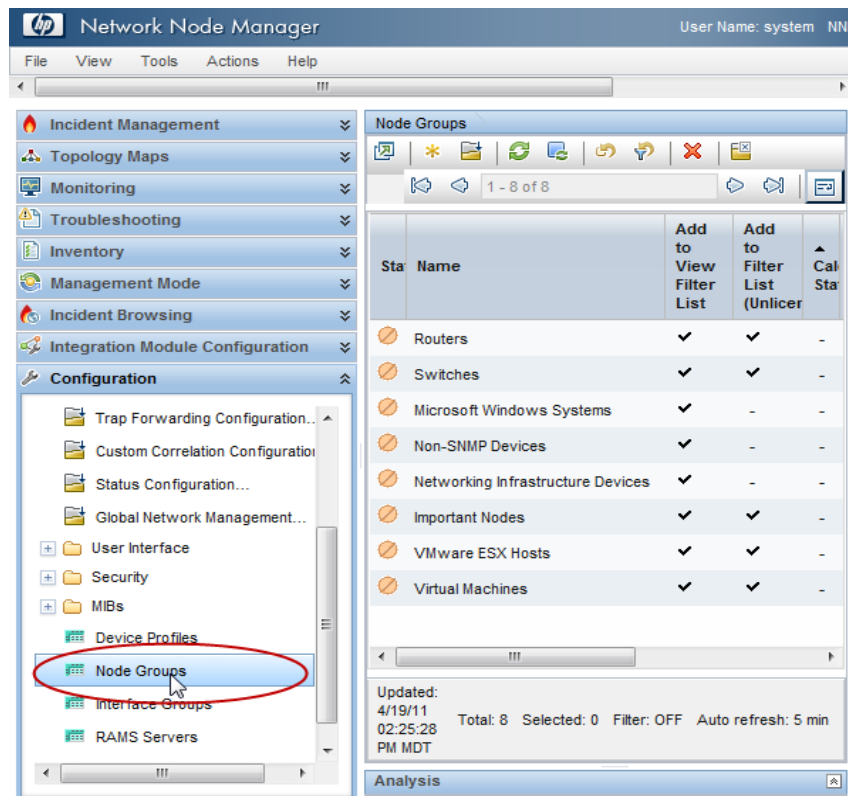 hp Network Node Manager User Name: system NN
File View Tools Actions Help
Incident Management
Topology Maps
Monitoring
Troubleshooting
Inventory
Management Mode
Incident Browsing
Integration Module Configuration
Configuration
Trap Forwarding Configuration..
Custom Correlation Configuration
Status Configuration...
Global Network Management...
User Interface
Security
MIBs
Device Profiles
Node Groups
Interface Groups
RAMS Servers
Node Groups
1 - 8 of 8
Sta Name
Add to View Filter List
Add to Filter List (Unlicen
Cal Sta
Routers -
Switches -
Microsoft Windows Systems - -
Non-SNMP Devices - -
Networking Infrastructure Devices - -
Important Nodes -
VMware ESX Hosts -
Virtual Machines -
Updated: 4/19/11 02:25:28 PM MDT
Total: 8 Selected: 0 Filter: OFF Auto refresh: 5 min
Analysis